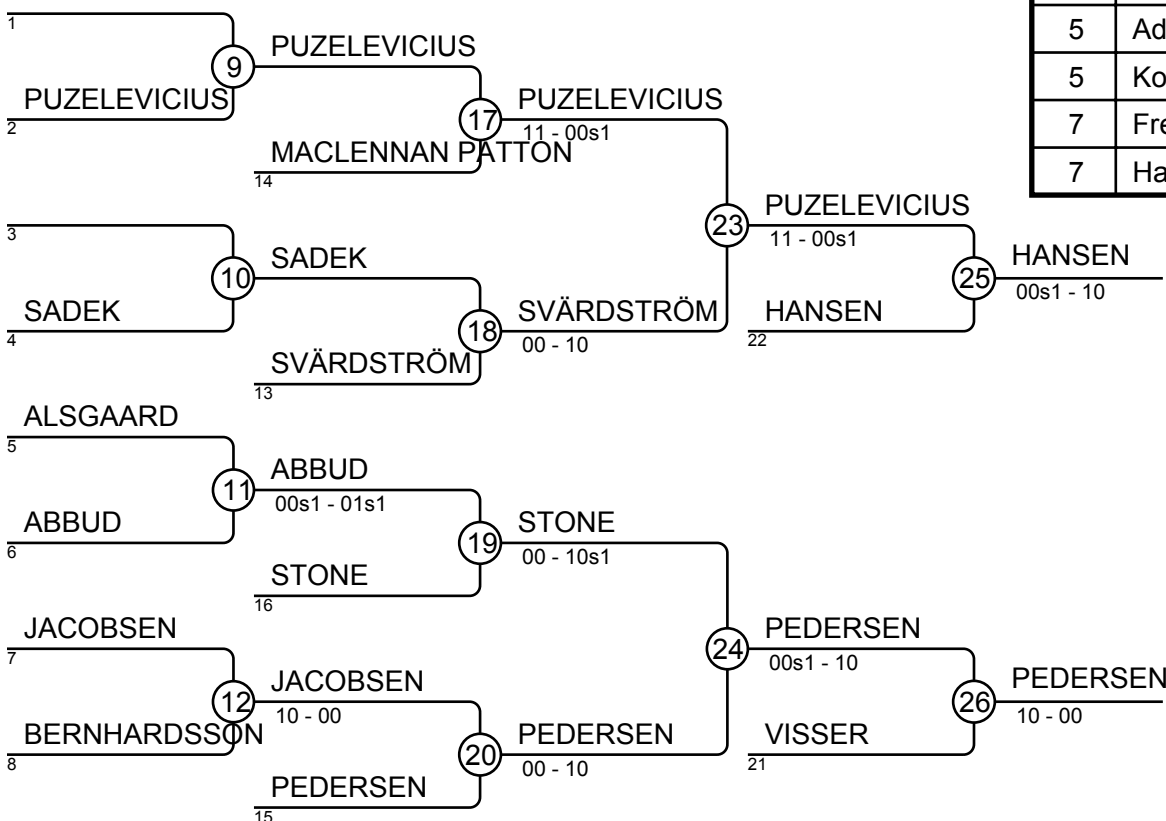 1
9
PUZELEVICIUS
PUZELEVICIUS
2
17
PUZELEVICIUS
11 - 00s1
MACLENNAN PATTON
14
3
10
SADEK
SADEK
4
18
SVÄRDSTRÖM
00 - 10
SVÄRDSTRÖM
13
23
PUZELEVICIUS
11 - 00s1
HANSEN
22
25
HANSEN
00s1 - 10
ALSGAARD
5
11
ABBUD
00s1 - 01s1
ABBUD
6
19
STONE
00 - 10s1
STONE
16
JACOBSEN
7
12
JACOBSEN
10 - 00
BERNHARDSSON
8
20
PEDERSEN
00 - 10
PEDERSEN
15
24
PEDERSEN
00s1 - 10
VISSER
21
26
PEDERSEN
10 - 00
5 Ad
5 Ko
7 Fre
7 Ha